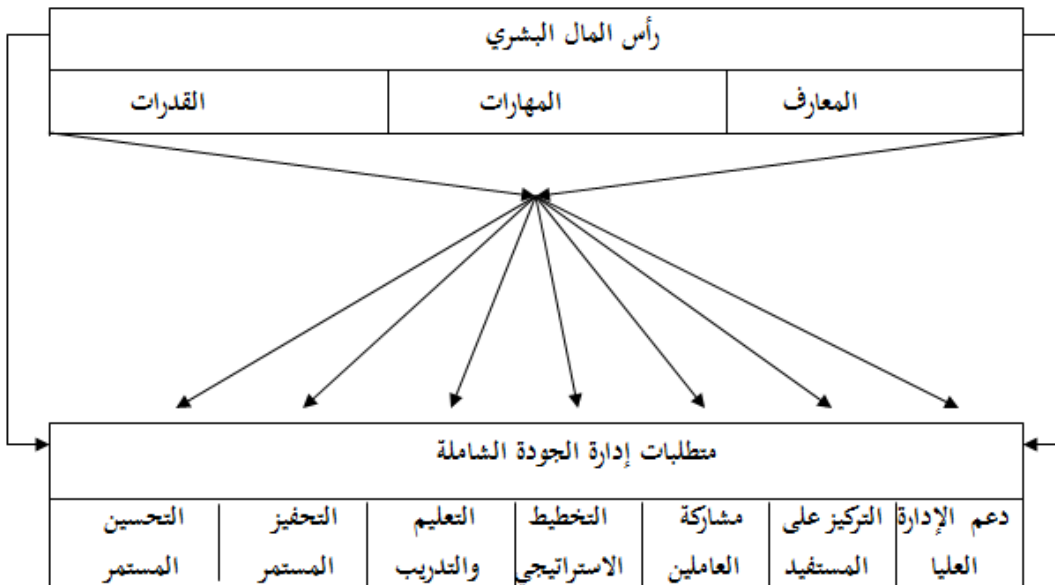 رأس المال البشري
المعارف المهارات القدرات
متطلبات إدارة الجودة الشاملة
دعم الإدارة التركيز على مشاركة التخطيط التعليم التحفيز التحسين
العليا المستفيد العاملين الاستراتيجي والتدريب المستمر المستمر